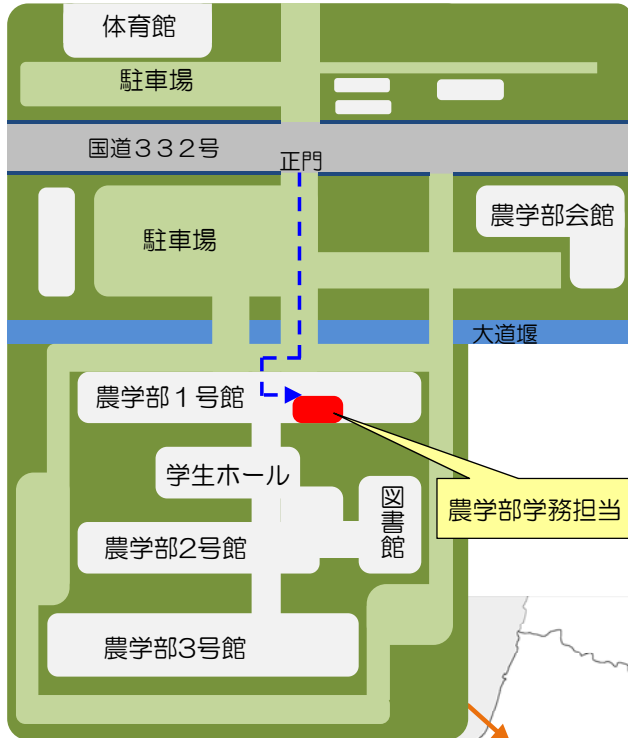 体育館
駐車場
国道３３２号
正門
農学部会館
駐車場
大道堰
農学部１号館
学生ホール
図書館
農学部学務担当
農学部2号館
農学部3号館